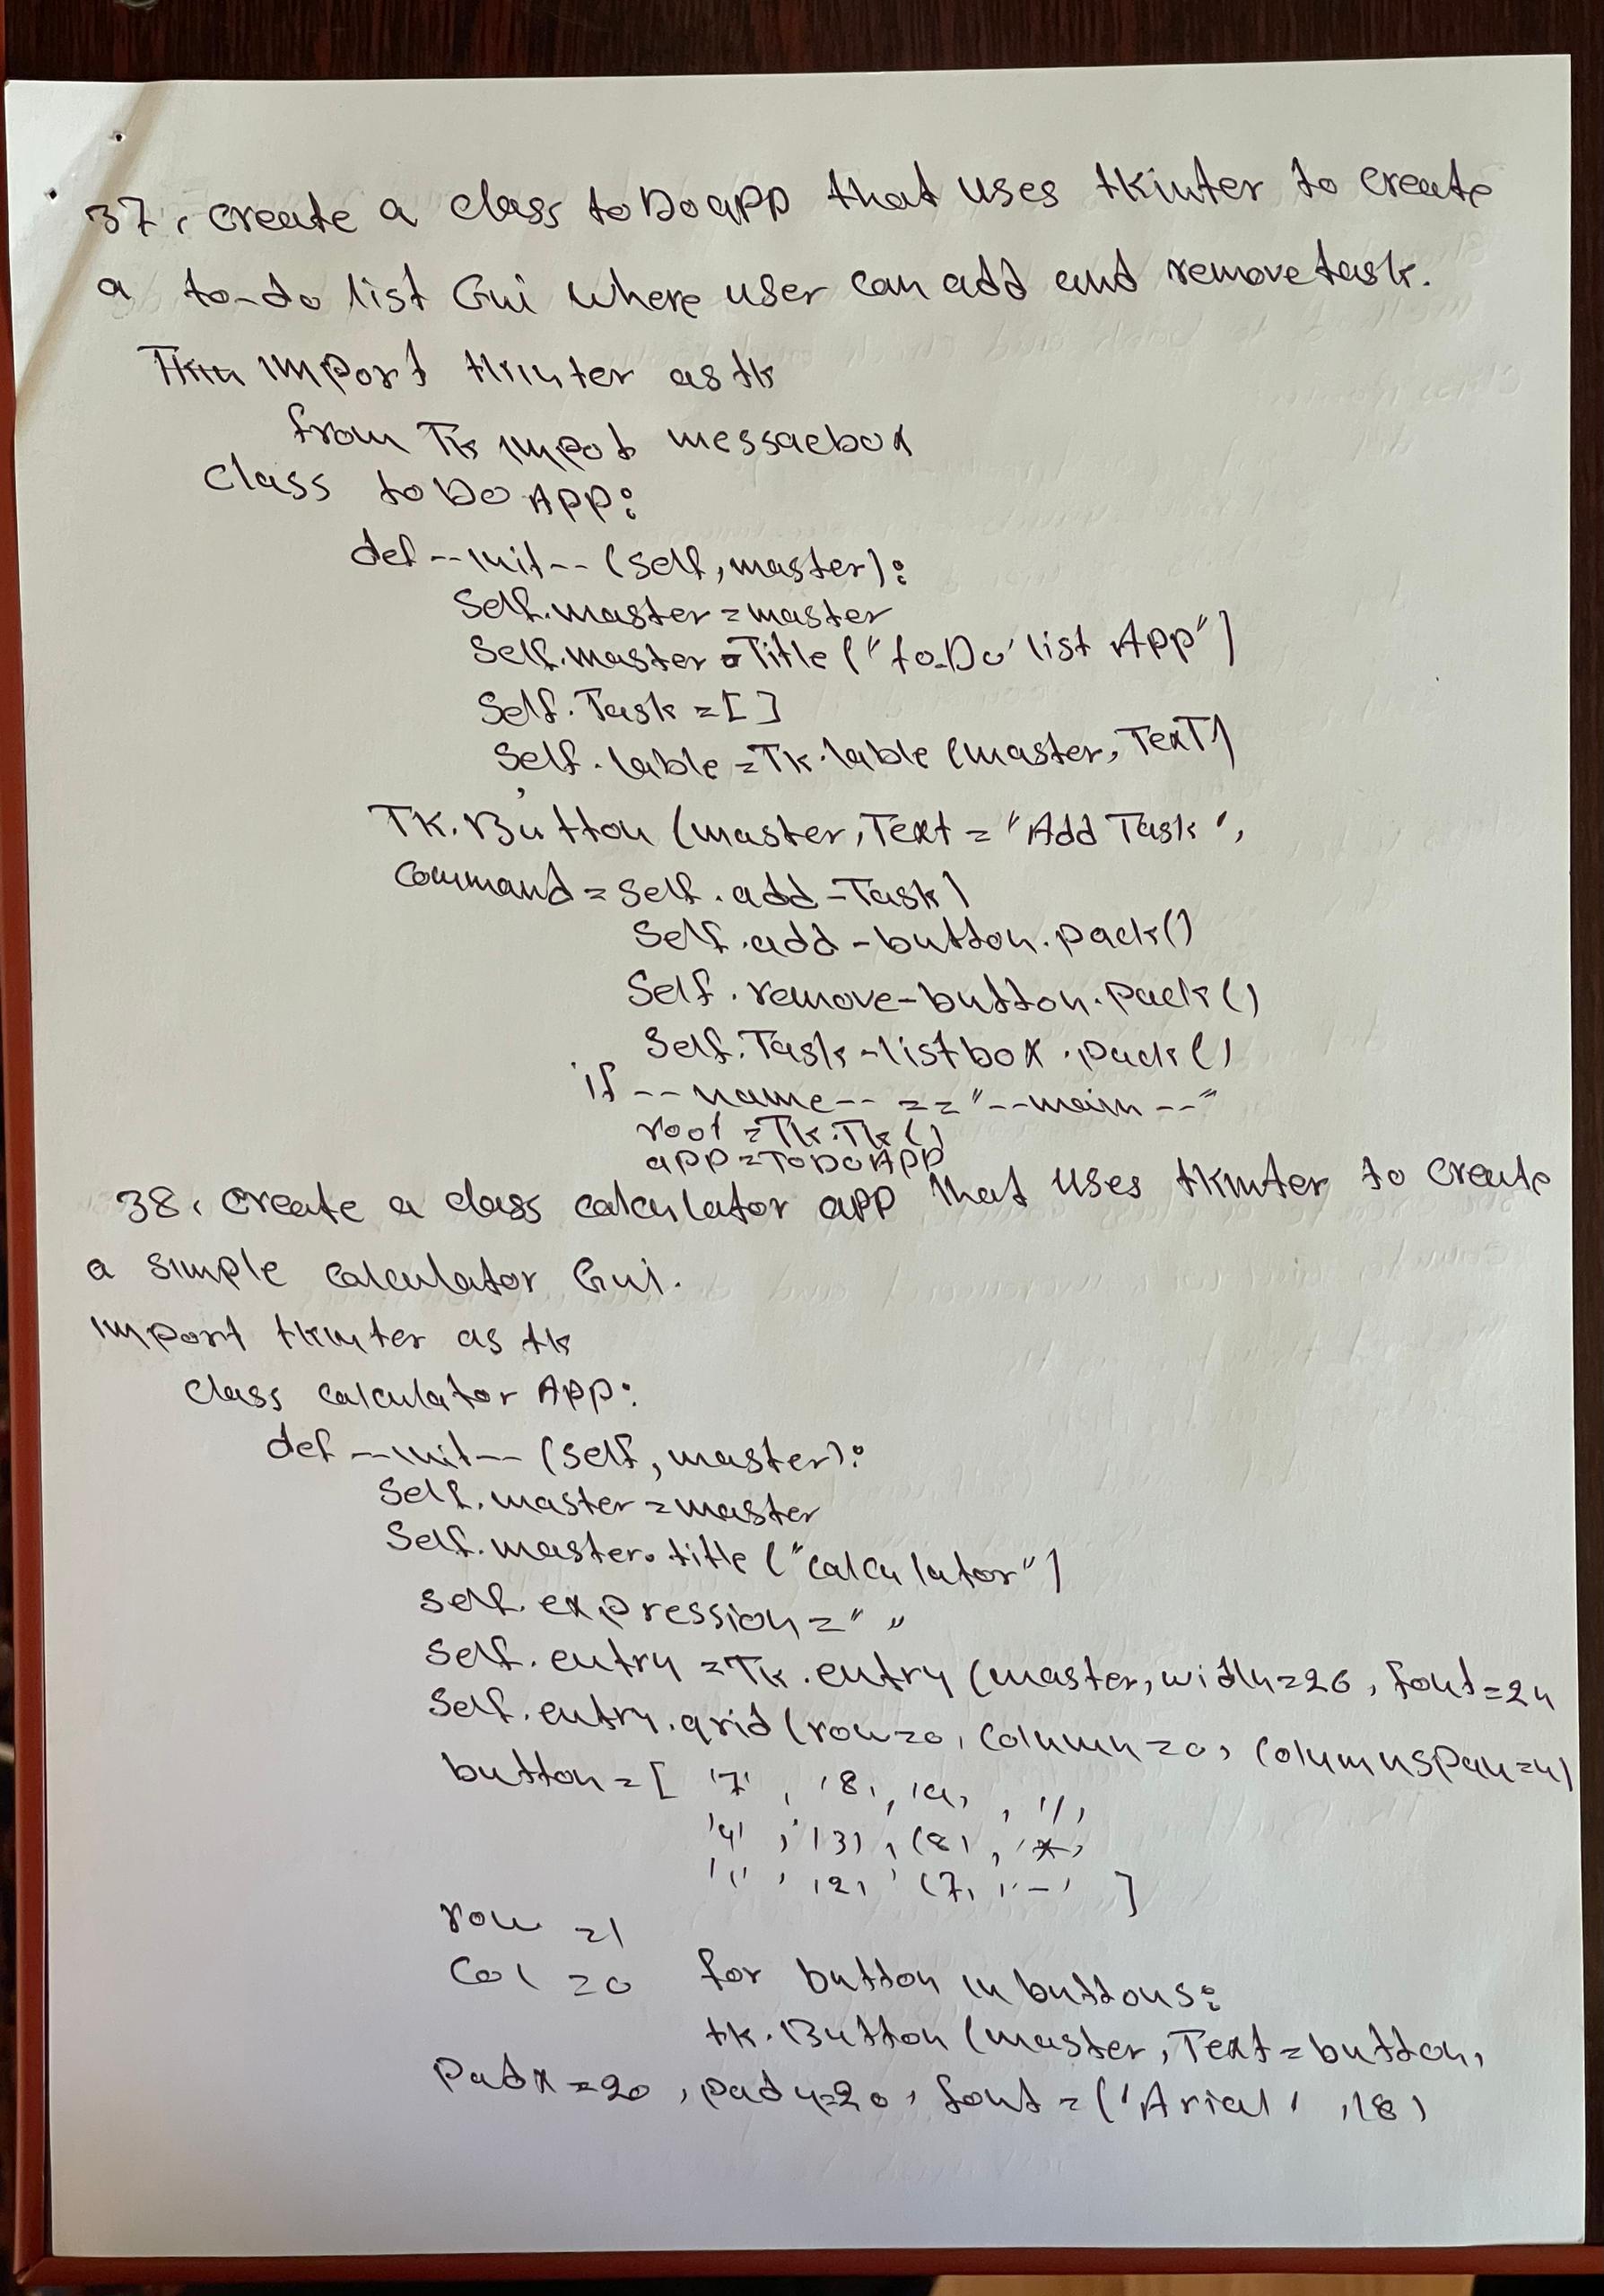 37. create a class toDoapp that uses tkinter to create
a to-do list Gui where user can add and remove task.
import tkinter as tk
from Tk impot messaebox
Class toDo App:
def --init-- (self, master):
Self.master = master
Self.master = Title ("to-Do' list App")
Self. Task = [ ]
Self. lable = Tk. lable (master, TexT)
TK. Button (master, Text = "Add Task",
Command = self. add-Task)
Self. add-button. pack()
Self. remove-button. pack()
Self. Task-listbox. pack()
if --name-- == "--main--"
root = Tk.Tk()
app = ToDoApp
38. create a class calculator app that uses tkinter to create
a simple calculator Gui.
import tkinter as tk
Class calculator App:
def --init-- (self, master):
Self. master = master
Self. master. title ("calculator")
self. expression = " "
Self. entry = Tk. entry (master, width=26, font=24
Self. entry. grid (row=0, column=0, columnspan=4)
button = [ '7' , '8, , '9, , '/,
'4' , '3) , (8) , '*,
'1' , '2, ' (7, , '-' ]
row =1
Col =0 for button in buttons:
tk. Button (master, Text = button,
Padx=20, pady=20, font = ('Arial' , 18)